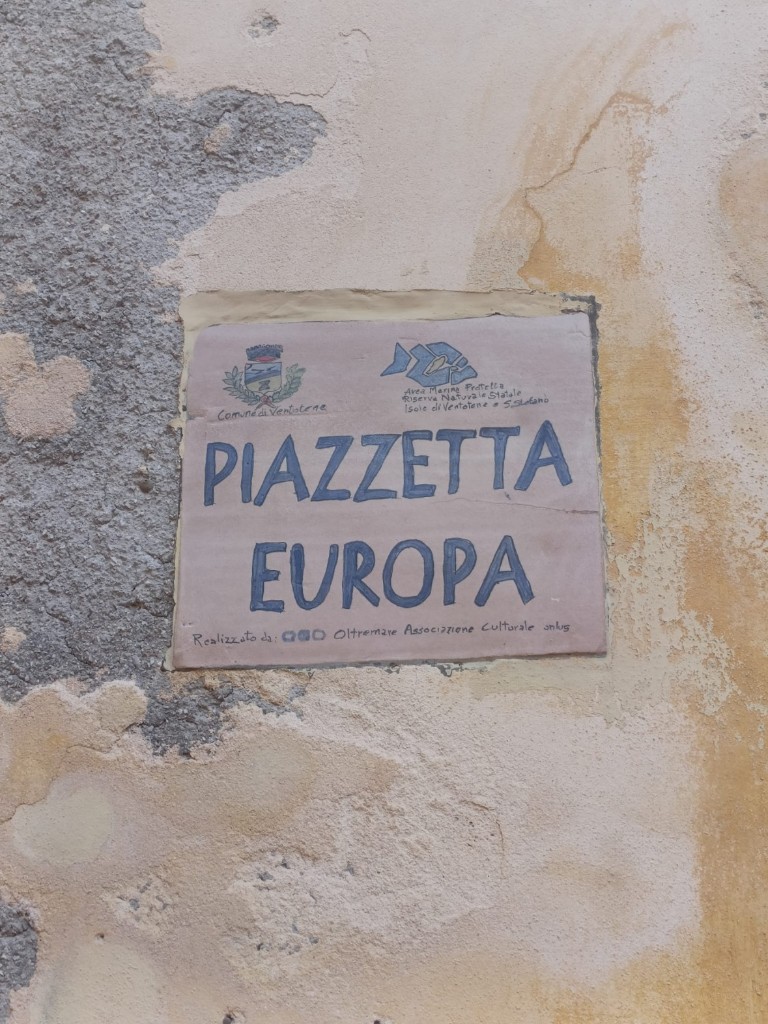 Comune di Ventotene
Area Marina Protetta
Riserva Naturale Statale
Isole di Ventotene e S. Stefano
PIAZZETTA
EUROPA
Realizzato da: Oltremare Associazione Culturale onlus